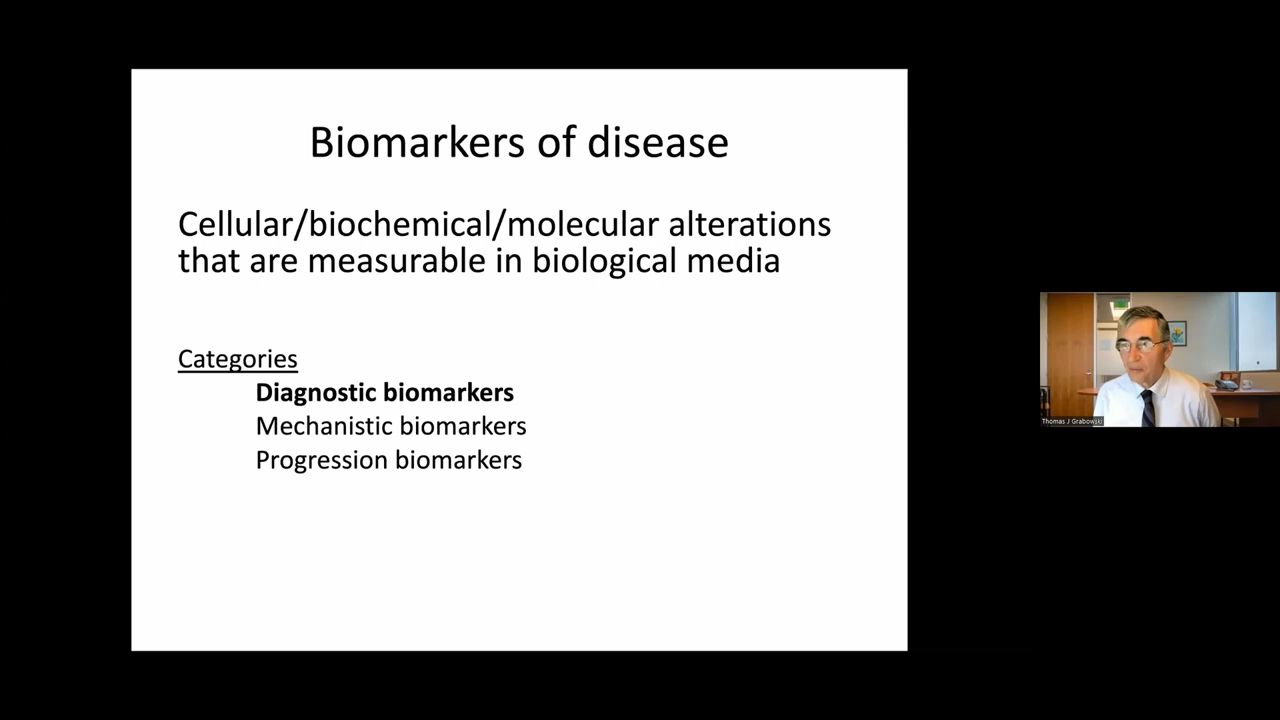 Biomarkers of disease
Cellular/biochemical/molecular alterations
that are measurable in biological media
Categories
Diagnostic biomarkers
Mechanistic biomarkers
Progression biomarkers
Thomas J Grabowski